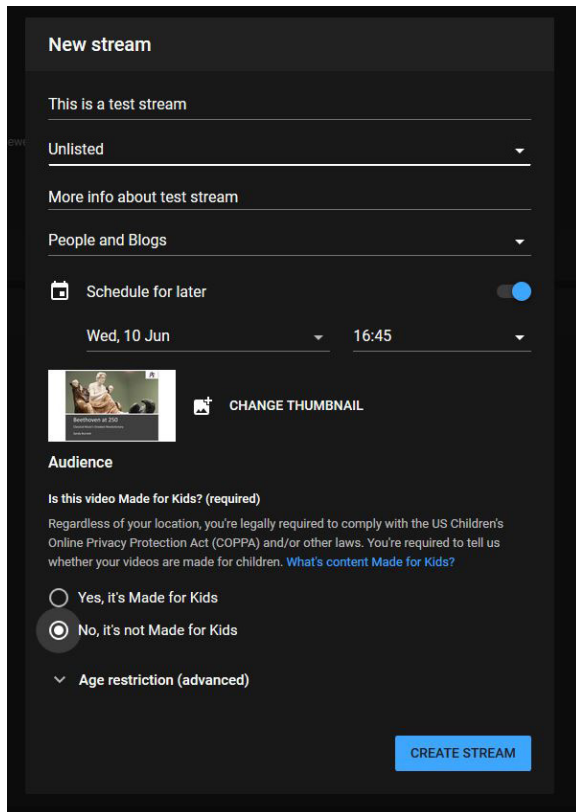 New stream
This is a test stream
Unlisted
More info about test stream
People and Blogs
Schedule for later
Wed, 10 Jun
16:45
Beethoven at 250
CHANGE THUMBNAIL
Audience
Is this video Made for Kids? (required)
Regardless of your location, you're legally required to comply with the US Children's
Online Privacy Protection Act (COPPA) and/or other laws. You're required to tell us
whether your videos are made for children. What's content Made for Kids?
Yes, it's Made for Kids
No, it's not Made for Kids
Age restriction (advanced)
CREATE STREAM